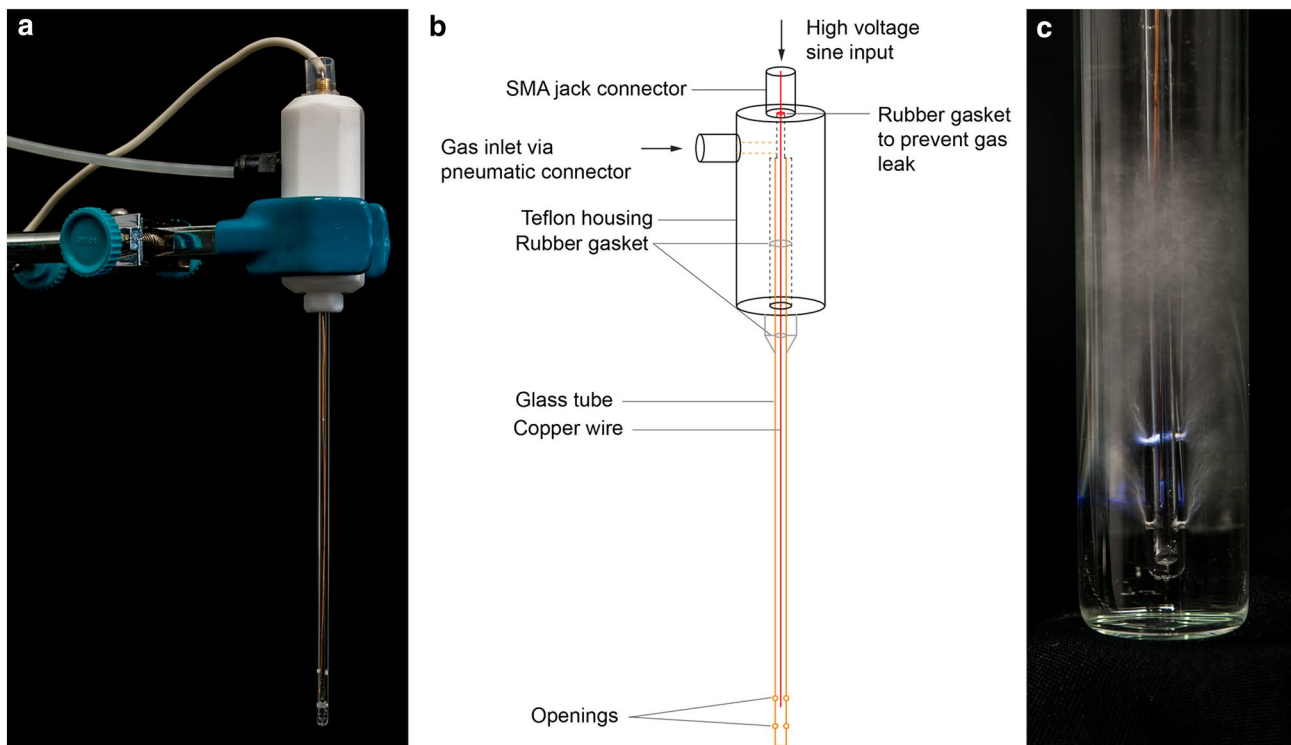 a
b
c
High voltage
sine input
SMA jack connector
Rubber gasket
to prevent gas
leak
Gas inlet via
pneumatic connector
Teflon housing
Rubber gasket
Glass tube
Copper wire
Openings